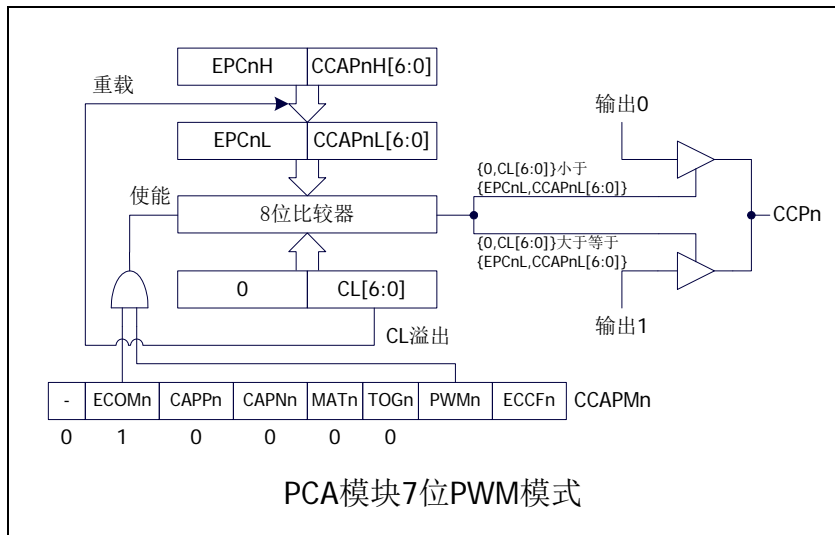 EPCnH CCAPnH[6:0]
重载
输出0
EPCnL CCAPnL[6:0]
{0,CL[6:0]}小于
{EPCnL,CCAPnL[6:0]}
使能
8位比较器
CCPn
{0,CL[6:0]}大于等于
{EPCnL,CCAPnL[6:0]}
0 CL[6:0]
输出1
CL溢出
- ECOMn CAPPn CAPNn MATn TOGn PWMn ECCFn CCAPMn
0 1 0 0 0 0
PCA模块7位PWM模式